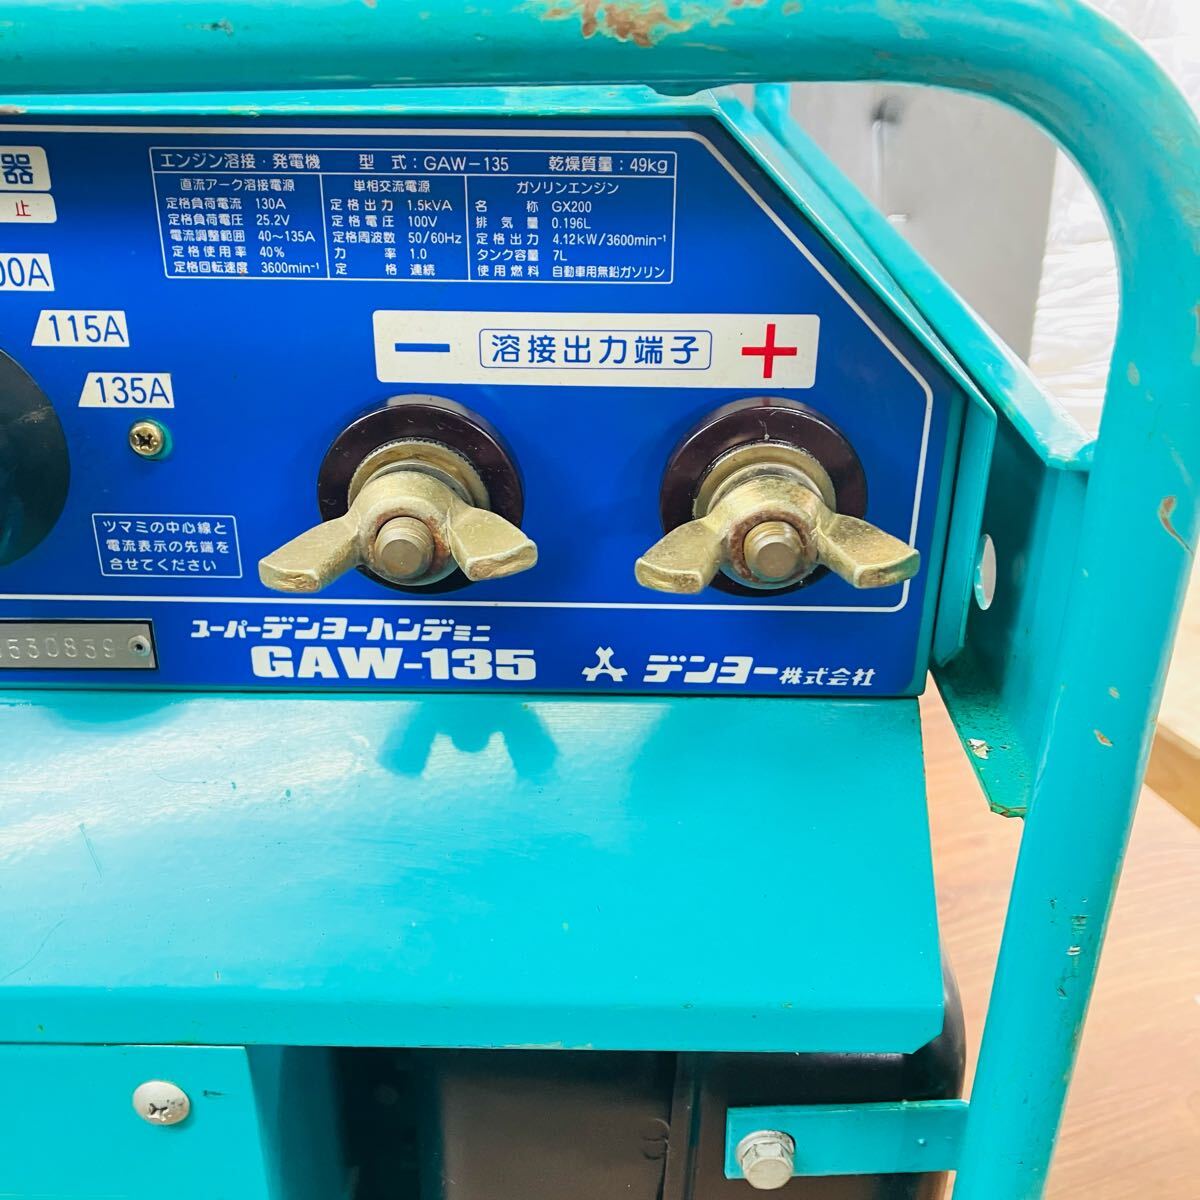 器
止
エンジン溶接・発電機 型 式：GAW-135 乾燥質量：49kg
直流アーク溶接電源
定格負荷電流 130A
定格負荷電圧 25.2V
電流調整範囲 40～135A
定格使用率 40%
定格回転速度 3600min⁻¹
単相交流電源
定格出力 1.5kVA
定格電圧 100V
定格周波数 50/60Hz
力 率 1.0
定 格 連続
ガソリンエンジン
名 称 GX200
排 気 量 0.196L
定格出力 4.12kW/3600min⁻¹
タンク容量 7L
使用燃料 自動車用無鉛ガソリン
00A
115A
135A
− 溶接出力端子 +
ツマミの中心線と
電流表示の先端を
合せてください
530839
スーパーデンヨーハンデミニ
GAW-135
デンヨー株式会社